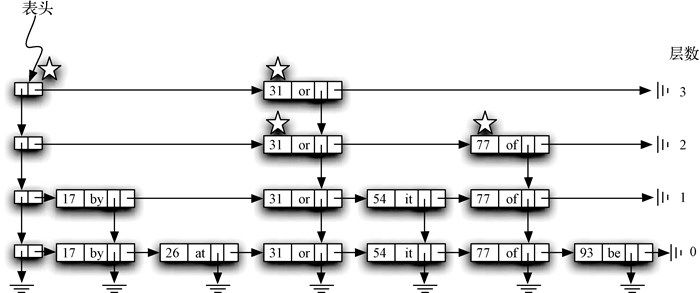 表头
层数
31 or 3
31 or 77 of 2
17 by 31 or 54 it 77 of 1
17 by 26 at 31 or 54 it 77 of 93 be 0